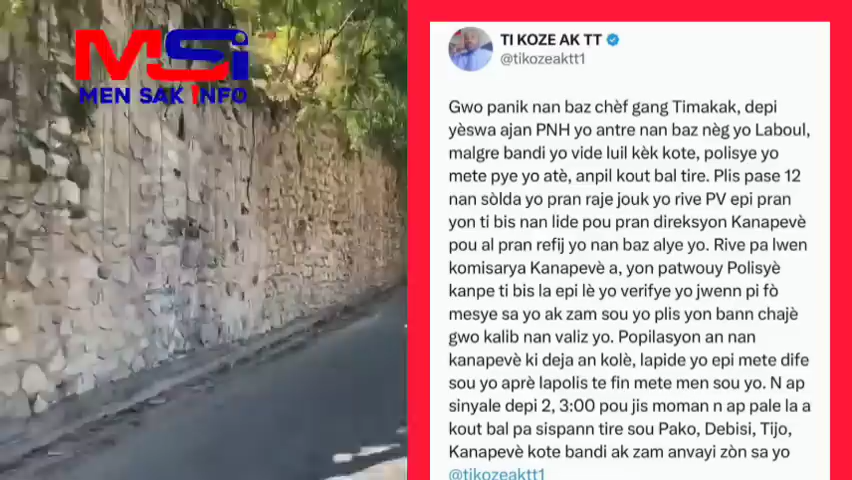 MSi
MEN SAK INFO
TI KOZE AK TT
@tikozeaktt1
Gwo panik nan baz chèf gang Timakak, depi
yèswa ajan PNH yo antre nan baz nèg yo Laboul,
malgre bandi yo vide luil kèk kote, polisye yo
mete pye yo atè, anpil kout bal tire. Plis pase 12
nan sòlda yo pran raje jouk yo rive PV epi pran
yon ti bis nan lide pou pran direksyon Kanapevè
pou al pran refij yo nan baz alye yo. Rive pa lwen
komisarya Kanapevè a, yon patwouy Polisyè
kanpe ti bis la epi lè yo verifye yo jwenn pi fò
mesye sa yo ak zam sou yo plis yon bann chajè
gwo kalib nan valiz yo. Popilasyon an nan
kanapevè ki deja an kolè, lapide yo epi mete dife
sou yo aprè lapolis te fin mete men sou yo. N ap
sinyale depi 2, 3:00 pou jis moman n ap pale la a
kout bal pa sispann tire sou Pako, Debisi, Tijo,
Kanapevè kote bandi ak zam anvayi zòn sa yo
@tikozeaktt1